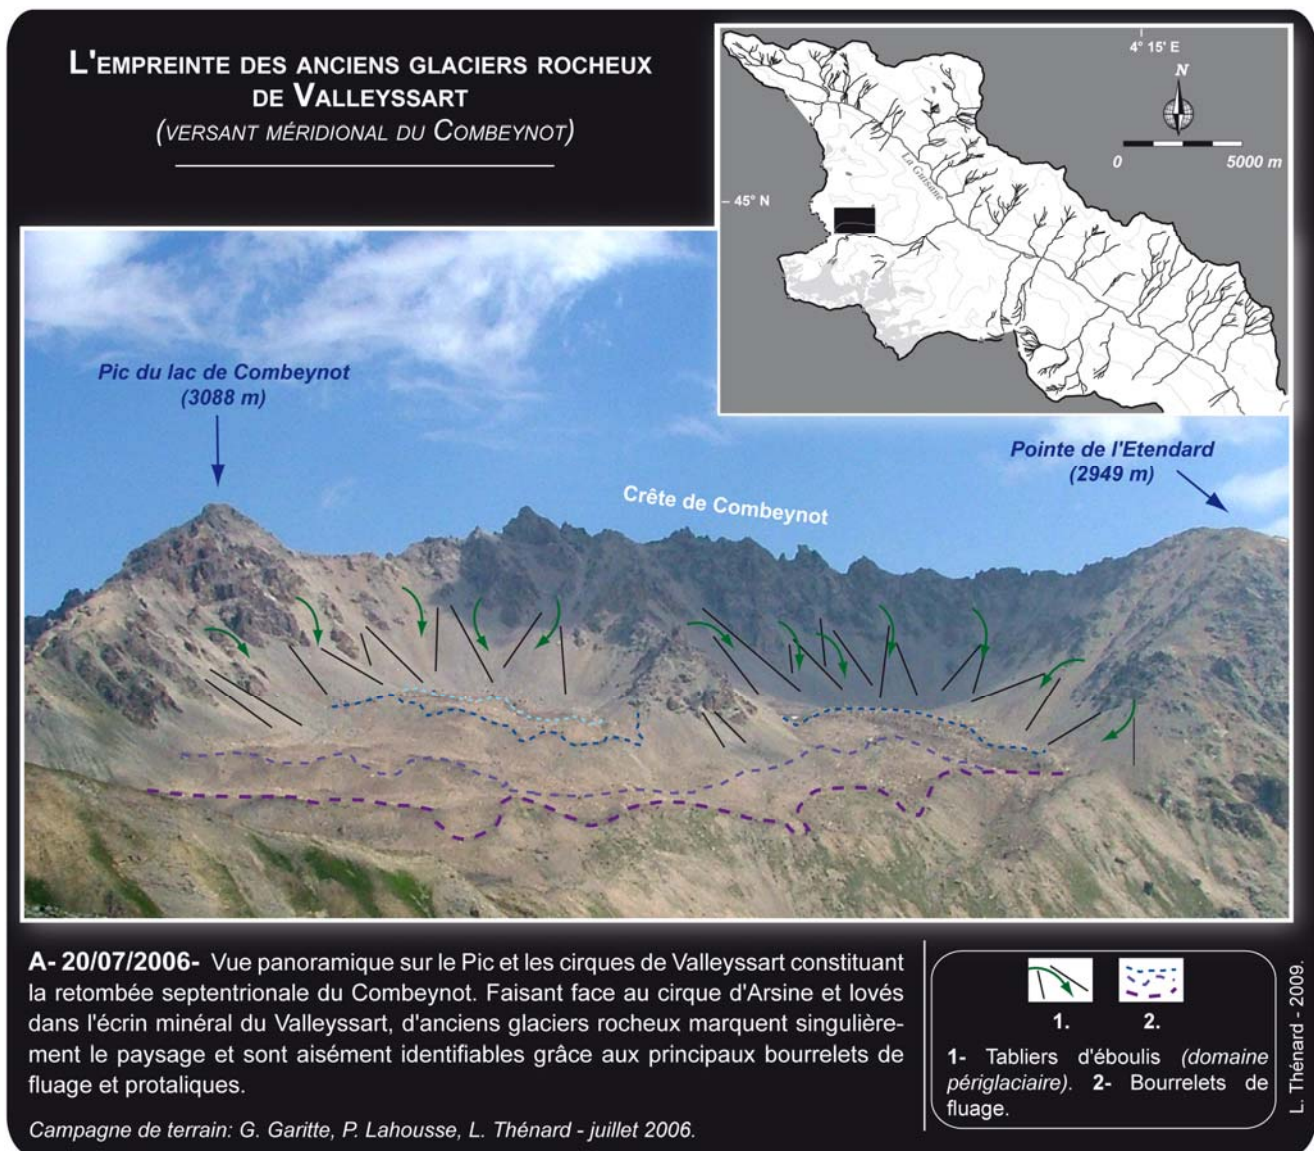 L'EMPREINTE DES ANCIENS GLACIERS ROCHEUX
DE VALLEYSSART
(VERSANT MÉRIDIONAL DU COMBEYNOT)
4° 15' E
N
0 5000 m
45° N
La Guisane
Pic du lac de Combeynot
(3088 m)
Crête de Combeynot
Pointe de l'Etendard
(2949 m)
A- 20/07/2006- Vue panoramique sur le Pic et les cirques de Valleyssart constituant
la retombée septentrionale du Combeynot. Faisant face au cirque d'Arsine et lovés
dans l'écrin minéral du Valleyssart, d'anciens glaciers rocheux marquent singulière-
ment le paysage et sont aisément identifiables grâce aux principaux bourrelets de
fluage et protaliques.
Campagne de terrain: G. Garitte, P. Lahousse, L. Thénard - juillet 2006.
1. 2.
1- Tabliers d'éboulis (domaine
périglaciaire). 2- Bourrelets de
fluage.
L. Thénard - 2009.